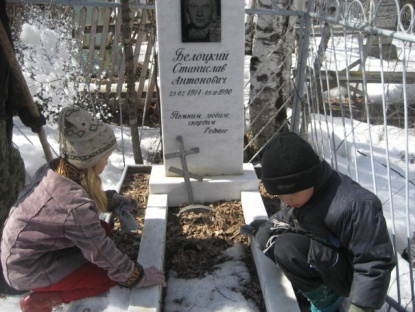 Белоцкий
Станислав
Антонович
Помним, любим,
скорбим
Родные